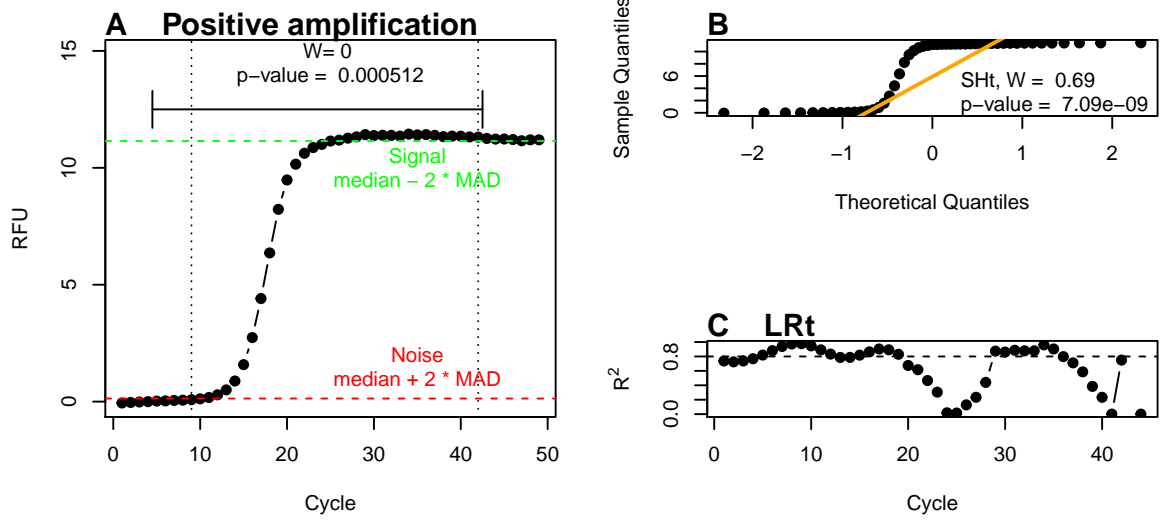 A Positive amplification
W= 0
p−value = 0.000512
Signal
median − 2 * MAD
Noise
median + 2 * MAD
15
10
5
0
RFU
0 10 20 30 40 50
Cycle
B
Sample Quantiles
6
0
SHt, W = 0.69
p−value = 7.09e−09
−2 −1 0 1 2
Theoretical Quantiles
C LRt
R2
0.8
0.0
0 10 20 30 40
Cycle